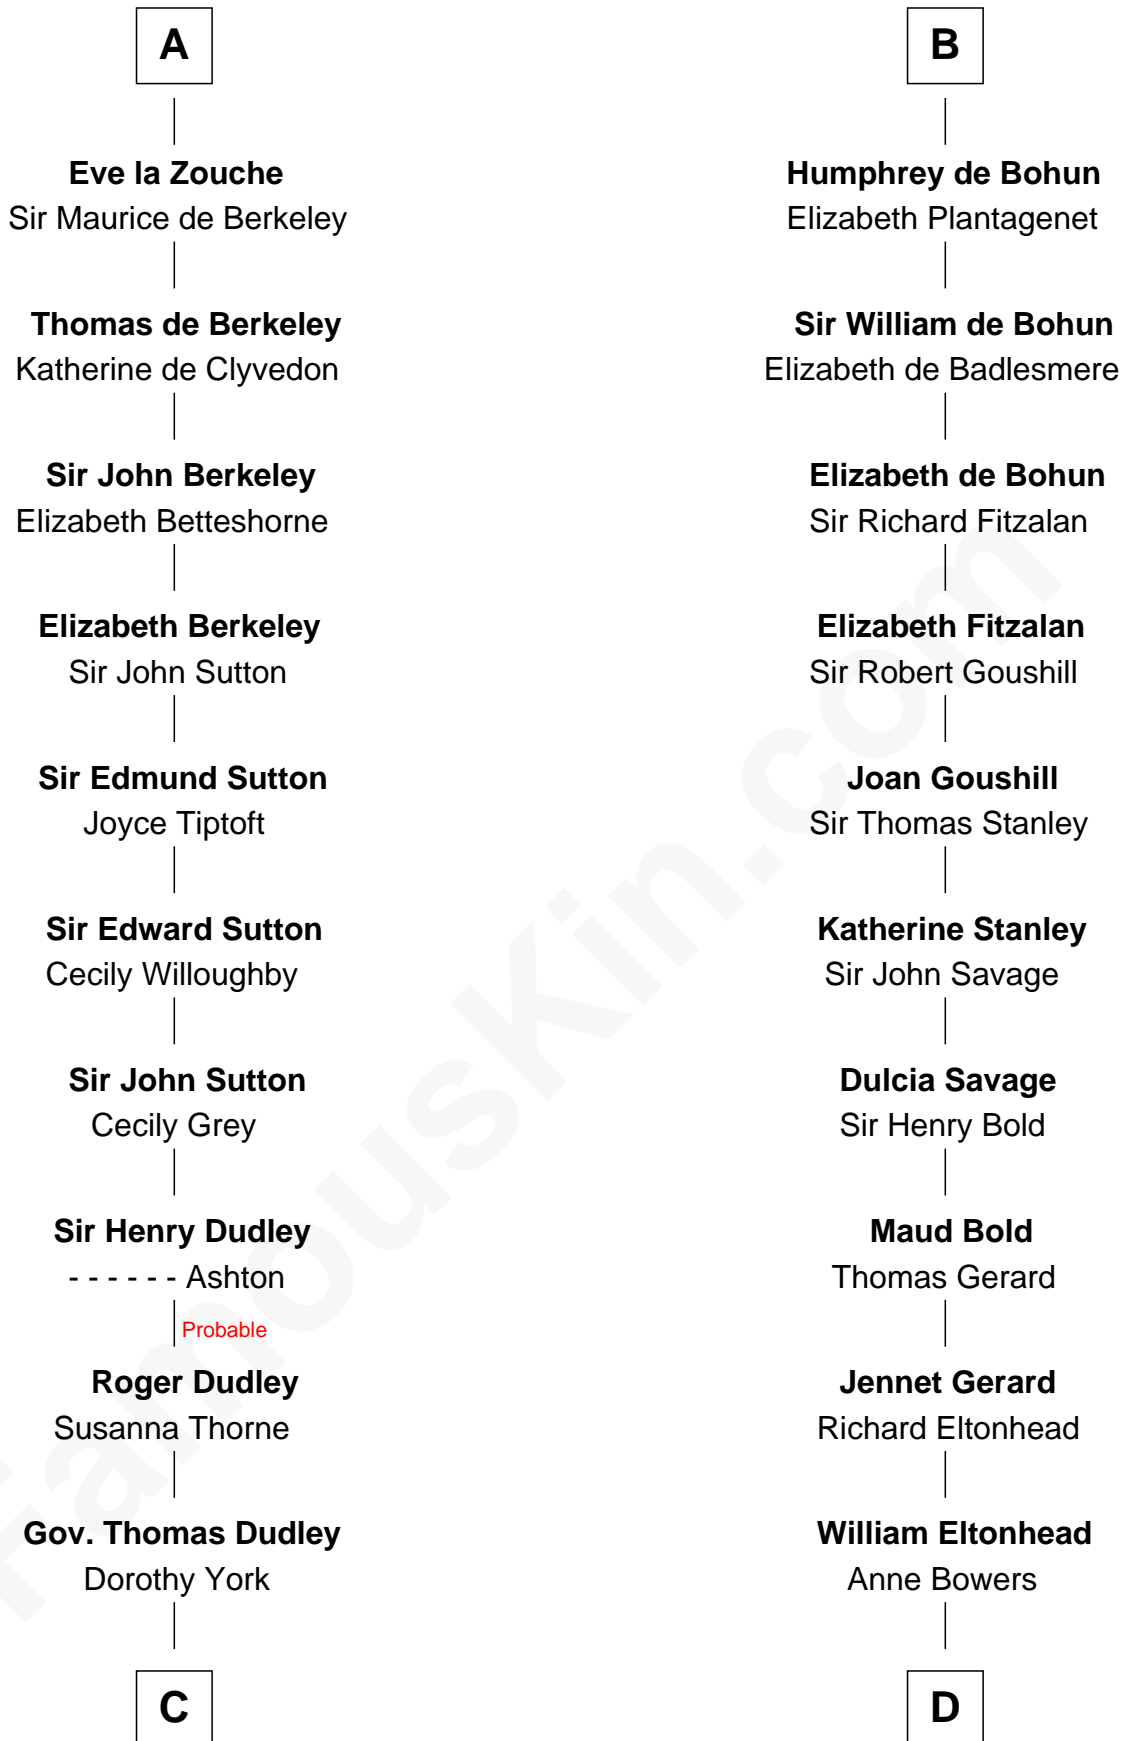 A
Eve la Zouche
Sir Maurice de Berkeley
Thomas de Berkeley
Katherine de Clyvedon
Sir John Berkeley
Elizabeth Betteshorne
Elizabeth Berkeley
Sir John Sutton
Sir Edmund Sutton
Joyce Tiptoft
Sir Edward Sutton
Cecily Willoughby
Sir John Sutton
Cecily Grey
Sir Henry Dudley
- - - - - - Ashton
Probable
Roger Dudley
Susanna Thorne
Gov. Thomas Dudley
Dorothy York
C
B
Humphrey de Bohun
Elizabeth Plantagenet
Sir William de Bohun
Elizabeth de Badlesmere
Elizabeth de Bohun
Sir Richard Fitzalan
Elizabeth Fitzalan
Sir Robert Goushill
Joan Goushill
Sir Thomas Stanley
Katherine Stanley
Sir John Savage
Dulcia Savage
Sir Henry Bold
Maud Bold
Thomas Gerard
Jennet Gerard
Richard Eltonhead
William Eltonhead
Anne Bowers
D
FamousKin.com